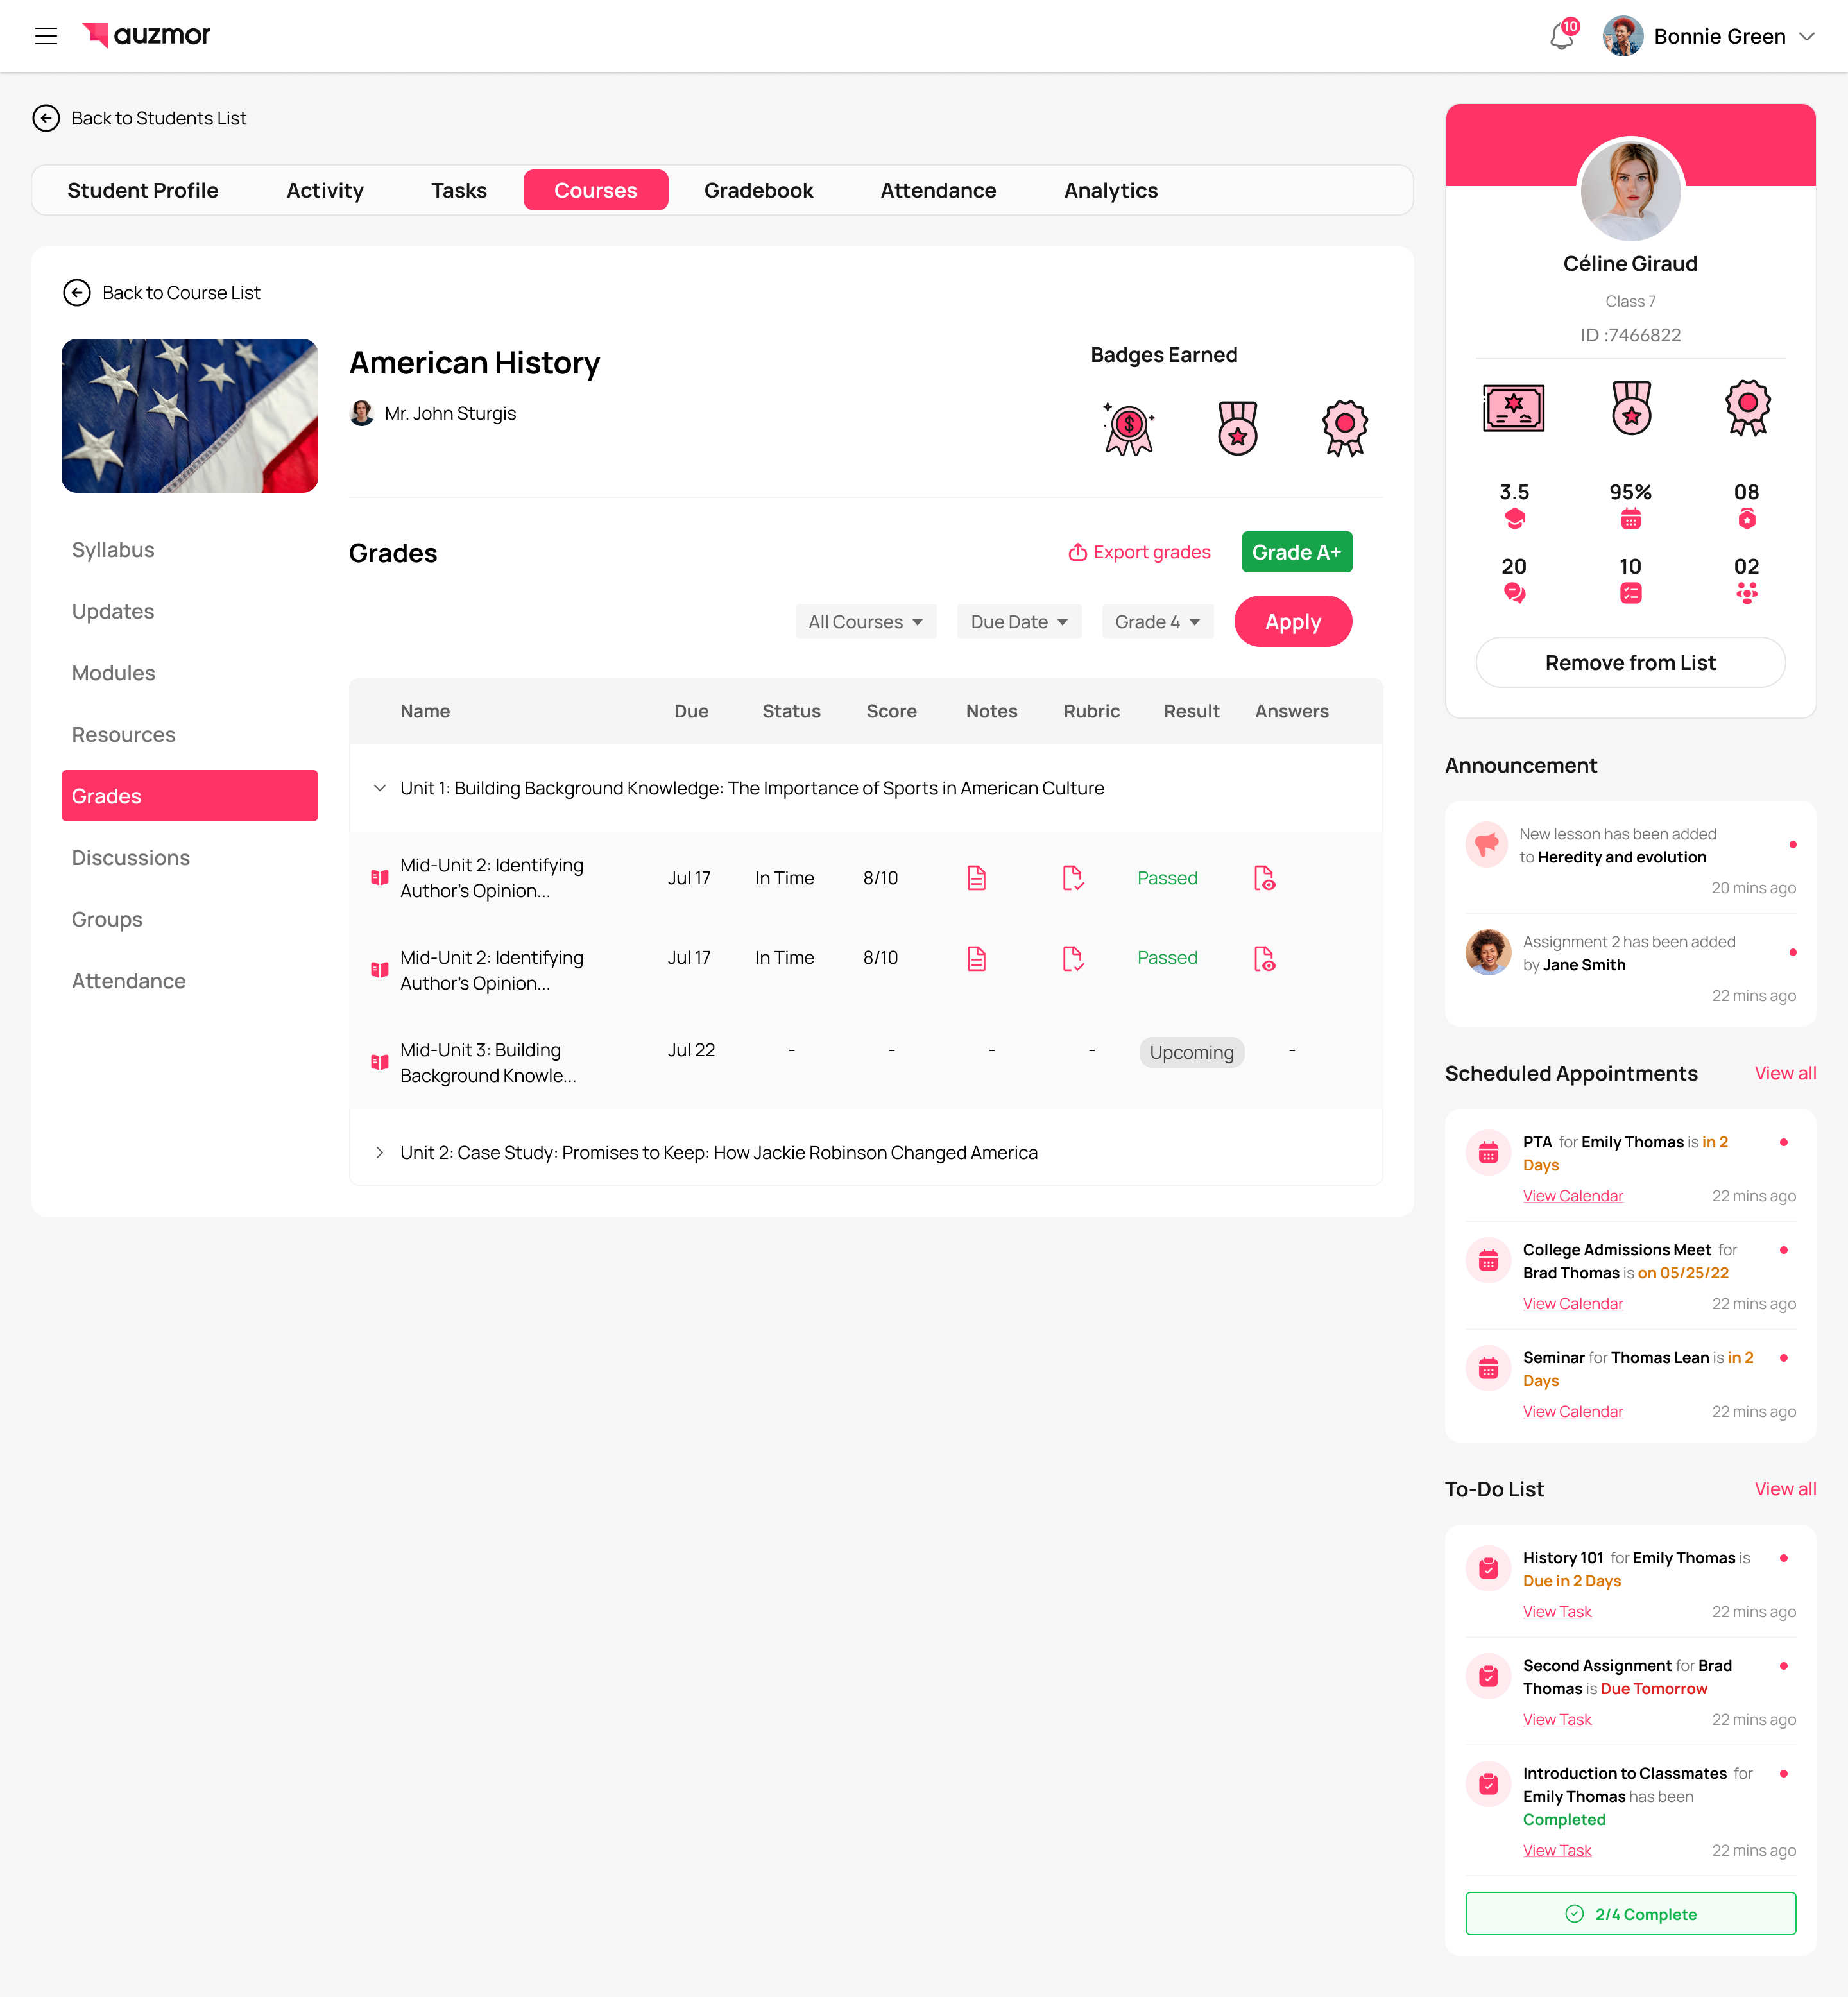 auzmor
10
Bonnie Green
Back to Students List
Student Profile
Activity
Tasks
Courses
Gradebook
Attendance
Analytics
Back to Course List
American History
Mr. John Sturgis
Badges Earned
$
Syllabus
Updates
Modules
Resources
Grades
Discussions
Groups
Attendance
Grades
Export grades
Grade A+
All Courses
Due Date
Grade 4
Apply
Name Due Status Score Notes Rubric Result Answers
Unit 1: Building Background Knowledge: The Importance of Sports in American Culture
Mid-Unit 2: Identifying
Author's Opinion...
Jul 17 In Time 8/10 Passed
Mid-Unit 2: Identifying
Author's Opinion...
Jul 17 In Time 8/10 Passed
Mid-Unit 3: Building
Background Knowle...
Jul 22 - - - - Upcoming -
Unit 2: Case Study: Promises to Keep: How Jackie Robinson Changed America
Céline Giraud
Class 7
ID :7466822
3.5 95% 08
20 10 02
Remove from List
Announcement
New lesson has been added
to Heredity and evolution
20 mins ago
Assignment 2 has been added
by Jane Smith
22 mins ago
Scheduled Appointments
View all
PTA for Emily Thomas is in 2
Days
View Calendar
22 mins ago
College Admissions Meet for
Brad Thomas is on 05/25/22
View Calendar
22 mins ago
Seminar for Thomas Lean is in 2
Days
View Calendar
22 mins ago
To-Do List
View all
History 101 for Emily Thomas is
Due in 2 Days
View Task
22 mins ago
Second Assignment for Brad
Thomas is Due Tomorrow
View Task
22 mins ago
Introduction to Classmates for
Emily Thomas has been
Completed
View Task
22 mins ago
2/4 Complete